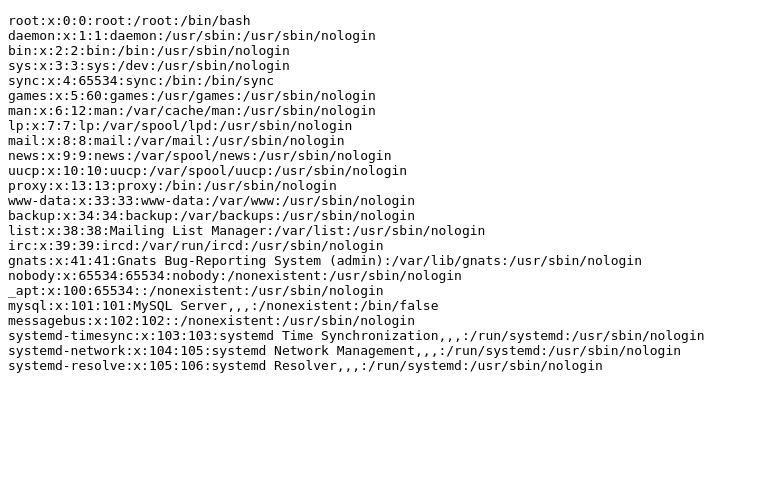 root:x:0:0:root:/root:/bin/bash
daemon:x:1:1:daemon:/usr/sbin:/usr/sbin/nologin
bin:x:2:2:bin:/bin:/usr/sbin/nologin
sys:x:3:3:sys:/dev:/usr/sbin/nologin
sync:x:4:65534:sync:/bin:/bin/sync
games:x:5:60:games:/usr/games:/usr/sbin/nologin
man:x:6:12:man:/var/cache/man:/usr/sbin/nologin
lp:x:7:7:lp:/var/spool/lpd:/usr/sbin/nologin
mail:x:8:8:mail:/var/mail:/usr/sbin/nologin
news:x:9:9:news:/var/spool/news:/usr/sbin/nologin
uucp:x:10:10:uucp:/var/spool/uucp:/usr/sbin/nologin
proxy:x:13:13:proxy:/bin:/usr/sbin/nologin
www-data:x:33:33:www-data:/var/www:/usr/sbin/nologin
backup:x:34:34:backup:/var/backups:/usr/sbin/nologin
list:x:38:38:Mailing List Manager:/var/list:/usr/sbin/nologin
irc:x:39:39:ircd:/var/run/ircd:/usr/sbin/nologin
gnats:x:41:41:Gnats Bug-Reporting System (admin):/var/lib/gnats:/usr/sbin/nologin
nobody:x:65534:65534:nobody:/nonexistent:/usr/sbin/nologin
_apt:x:100:65534::/nonexistent:/usr/sbin/nologin
mysql:x:101:101:MySQL Server,,,:/nonexistent:/bin/false
messagebus:x:102:102::/nonexistent:/usr/sbin/nologin
systemd-timesync:x:103:103:systemd Time Synchronization,,,:/run/systemd:/usr/sbin/nologin
systemd-network:x:104:105:systemd Network Management,,,:/run/systemd:/usr/sbin/nologin
systemd-resolve:x:105:106:systemd Resolver,,,:/run/systemd:/usr/sbin/nologin